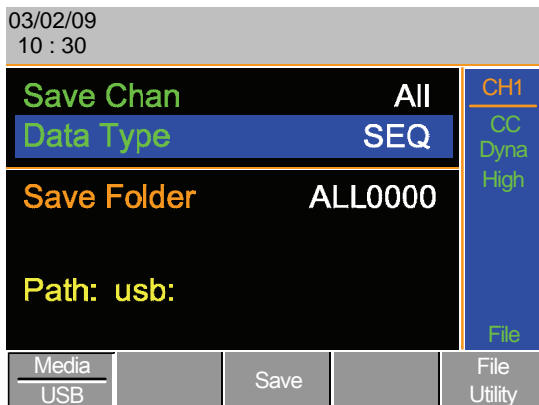 03/02/09
10 : 30
Save Chan All
Data Type SEQ
Save Folder ALL0000
Path: usb:
CH1
CC
Dyna
High
File
Media
USB
Save
File
Utility